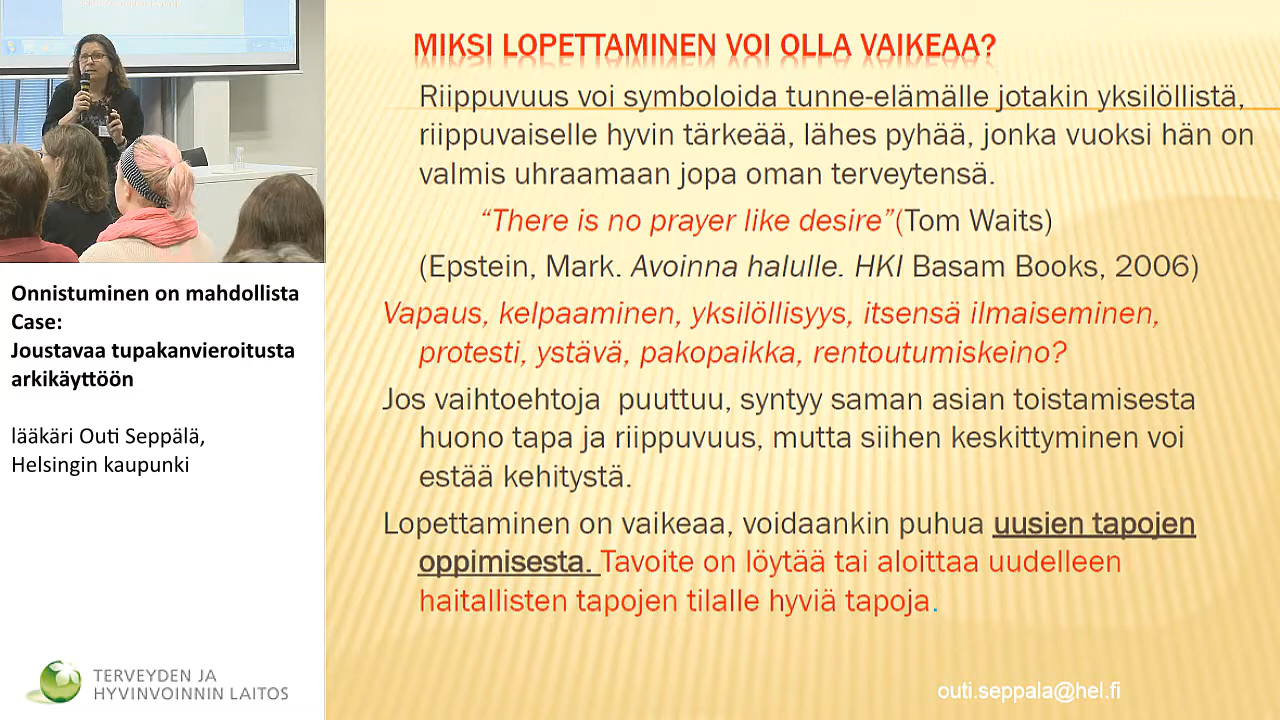 MIKSI LOPETTAMINEN VOI OLLA VAIKEAA?
Riippuvuus voi symboloida tunne-elämälle jotakin yksilöllistä,
riippuvaiselle hyvin tärkeää, lähes pyhää, jonka vuoksi hän on
valmis uhraamaan jopa oman terveytensä.
“There is no prayer like desire”(Tom Waits)
(Epstein, Mark. Avoinna halulle. HKI Basam Books, 2006)
Vapaus, kelpaaminen, yksilöllisyys, itsensä ilmaiseminen,
protesti, ystävä, pakopaikka, rentoutumiskeino?
Jos vaihtoehtoja puuttuu, syntyy saman asian toistamisesta
huono tapa ja riippuvuus, mutta siihen keskittyminen voi
estää kehitystä.
Lopettaminen on vaikeaa, voidaankin puhua uusien tapojen
oppimisesta. Tavoite on löytää tai aloittaa uudelleen
haitallisten tapojen tilalle hyviä tapoja.
outi.seppala@hel.fi
Onnistuminen on mahdollista
Case:
Joustavaa tupakanvieroitusta
arkikäyttöön
lääkäri Outi Seppälä,
Helsingin kaupunki
TERVEYDEN JA
HYVINVOINNIN LAITOS